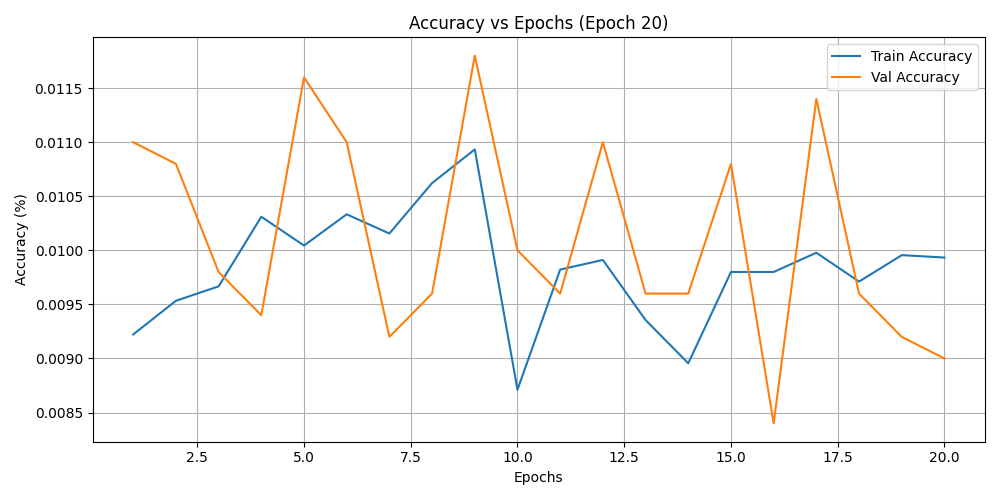 Accuracy vs Epochs (Epoch 20)
Train Accuracy
Val Accuracy
Accuracy (%)
0.0115
0.0110
0.0105
0.0100
0.0095
0.0090
0.0085
2.5 5.0 7.5 10.0 12.5 15.0 17.5 20.0
Epochs